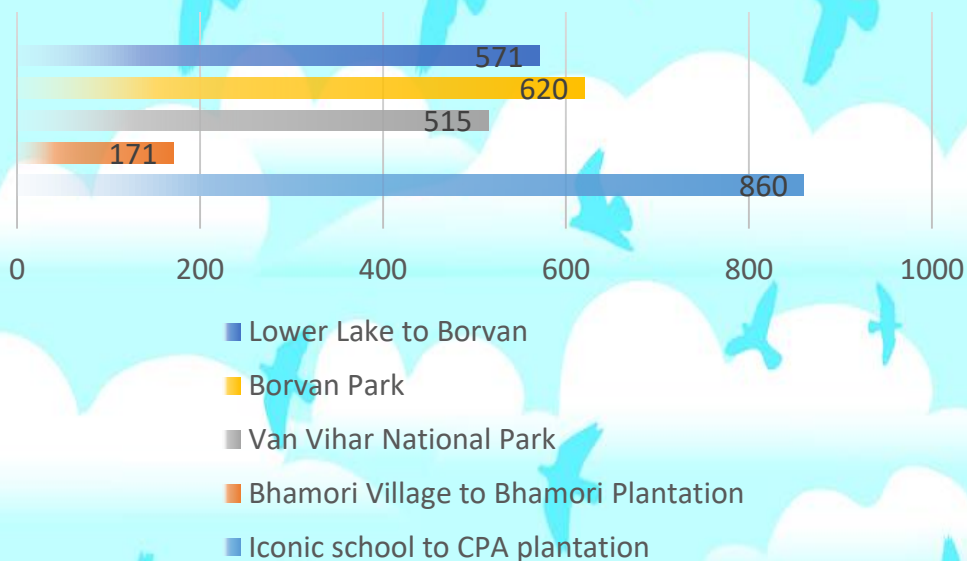 571
620
515
171
860
0 200 400 600 800 1000
Lower Lake to Borvan
Borvan Park
Van Vihar National Park
Bhamori Village to Bhamori Plantation
Iconic school to CPA plantation